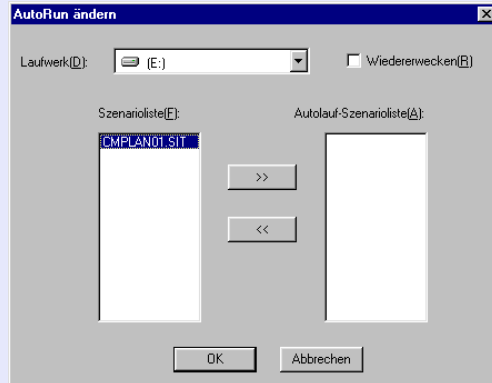 AutoRun ändern
Laufwerk(D): (E:) Wiedererwecken(R)
Szenarioliste(F): Autolauf-Szenarioliste(A):
CMPLAN01.SIT
>>
<<
OK Abbrechen